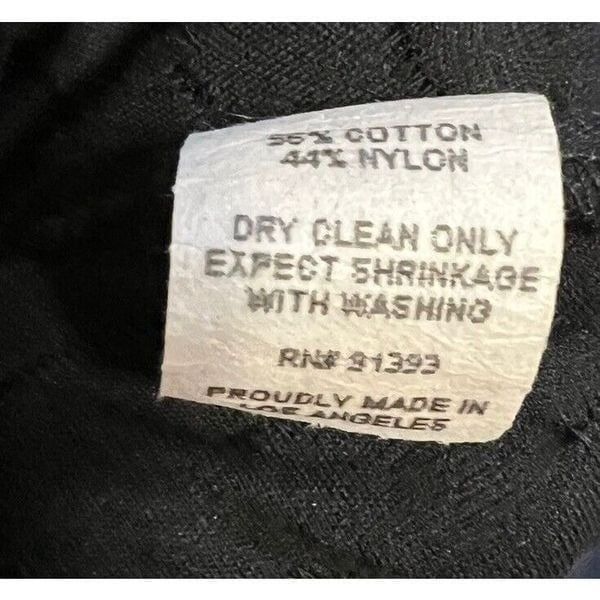 56% COTTON
44% NYLON
DRY CLEAN ONLY
EXPECT SHRINKAGE
WITH WASHING
RN# 91393
PROUDLY MADE IN
LOS ANGELES